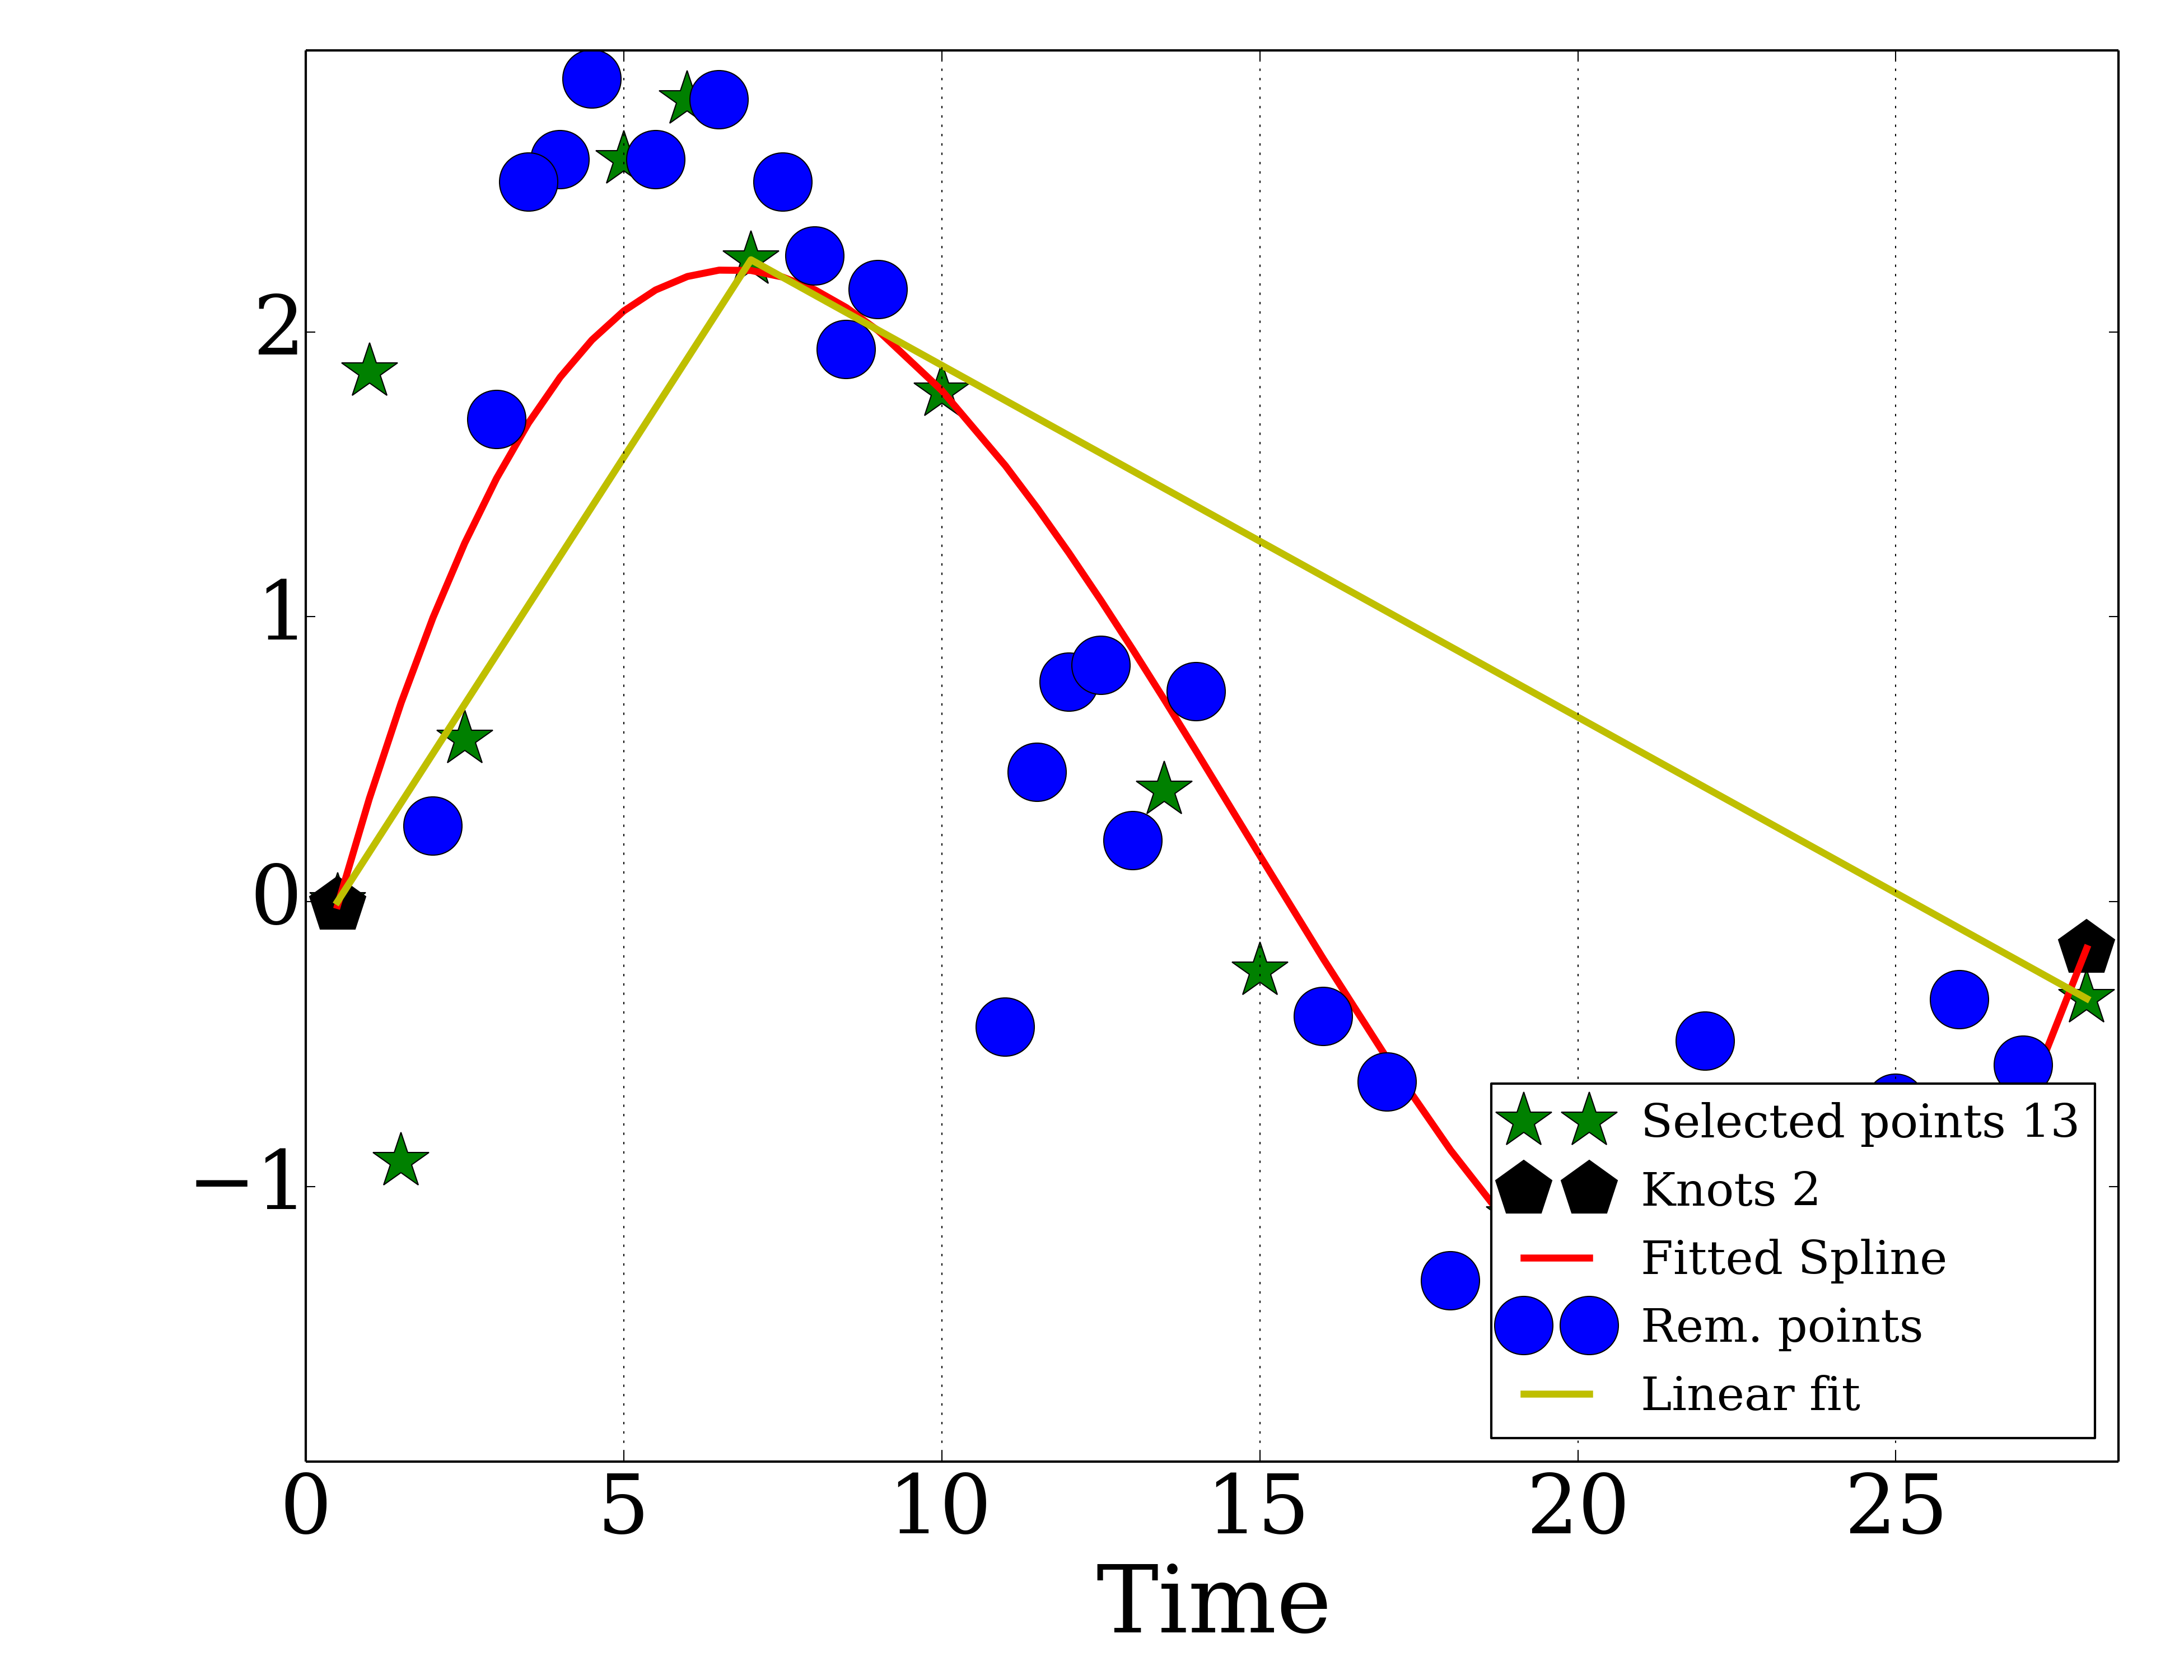 2
1
0
−1
0 5 10 15 20 25
Time
Selected points 13
Knots 2
Fitted Spline
Rem. points
Linear fit